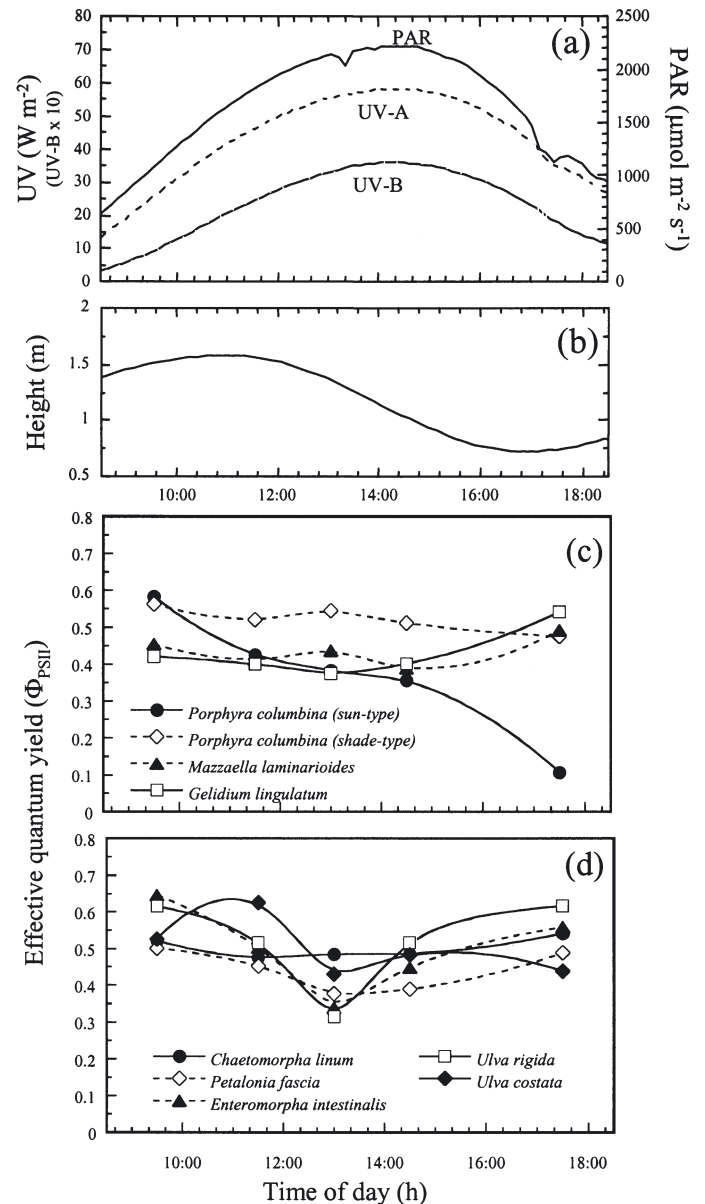 (a)
PAR
UV-A
UV-B
UV (W m⁻²)
(UV-B x 10)
PAR (μmol m⁻² s⁻¹)
80
70
60
50
40
30
20
10
0
2500
2000
1500
1000
500
0
(b)
Height (m)
2
1.5
1
0.5
10:00 12:00 14:00 16:00 18:00
Effective quantum yield (Φ_PSII)
(c)
0.8
0.7
0.6
0.5
0.4
0.3
0.2
0.1
0
Porphyra columbina (sun-type)
Porphyra columbina (shade-type)
Mazzaella laminarioides
Gelidium lingulatum
(d)
0.8
0.7
0.6
0.5
0.4
0.3
0.2
0.1
0
Chaetomorpha linum
Petalonia fascia
Enteromorpha intestinalis
Ulva rigida
Ulva costata
10:00 12:00 14:00 16:00 18:00
Time of day (h)